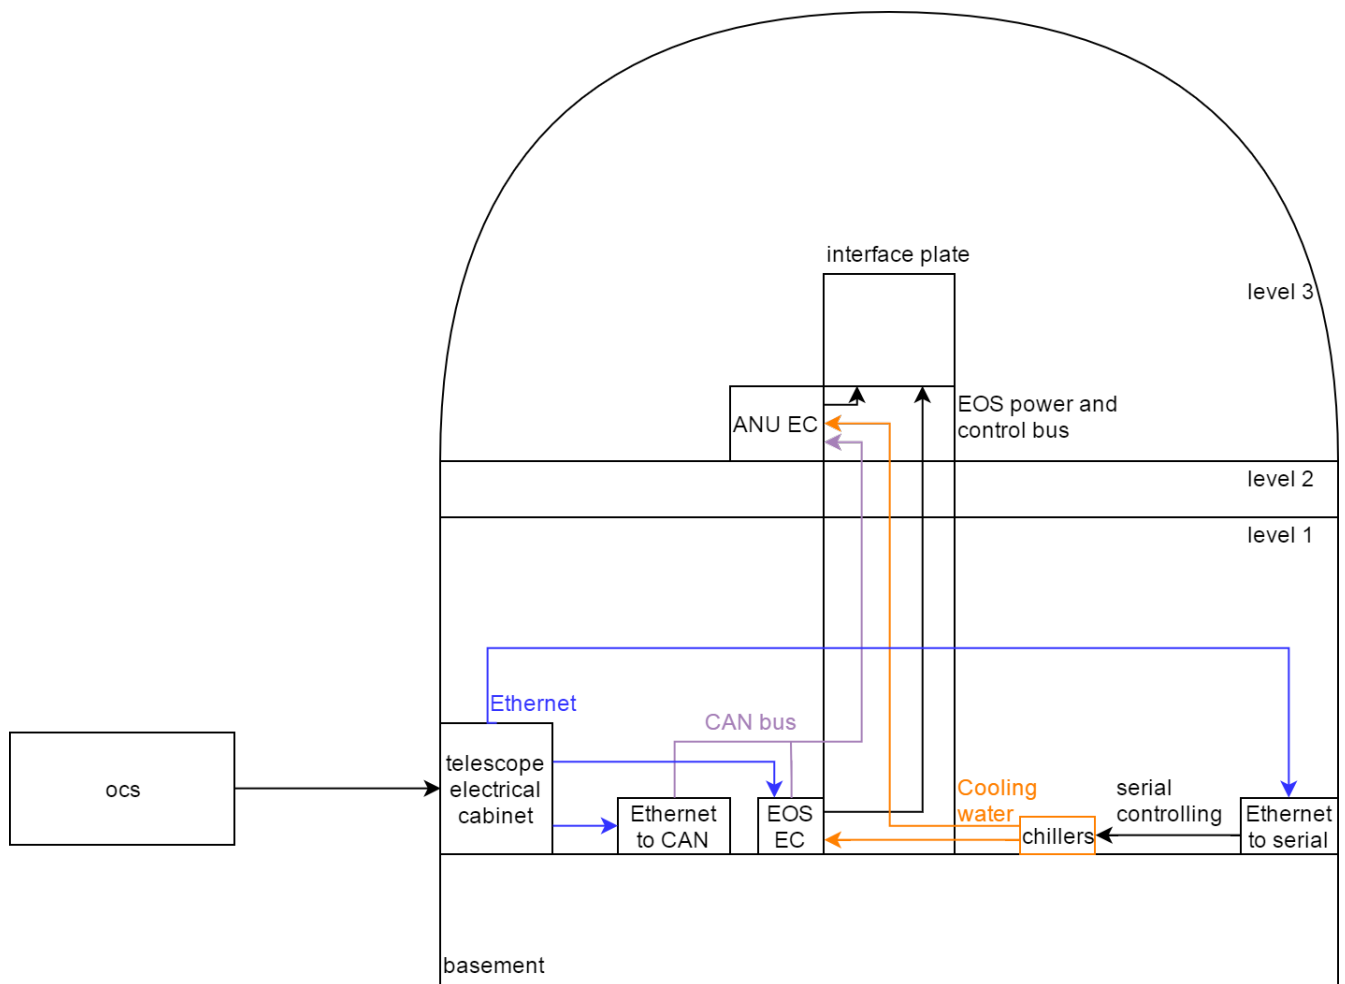 interface plate
level 3
ANU EC
EOS power and
control bus
level 2
level 1
Ethernet
CAN bus
telescope
electrical
cabinet
ocs
Ethernet
to CAN
EOS
EC
Cooling
water
chillers
serial
controlling
Ethernet
to serial
basement